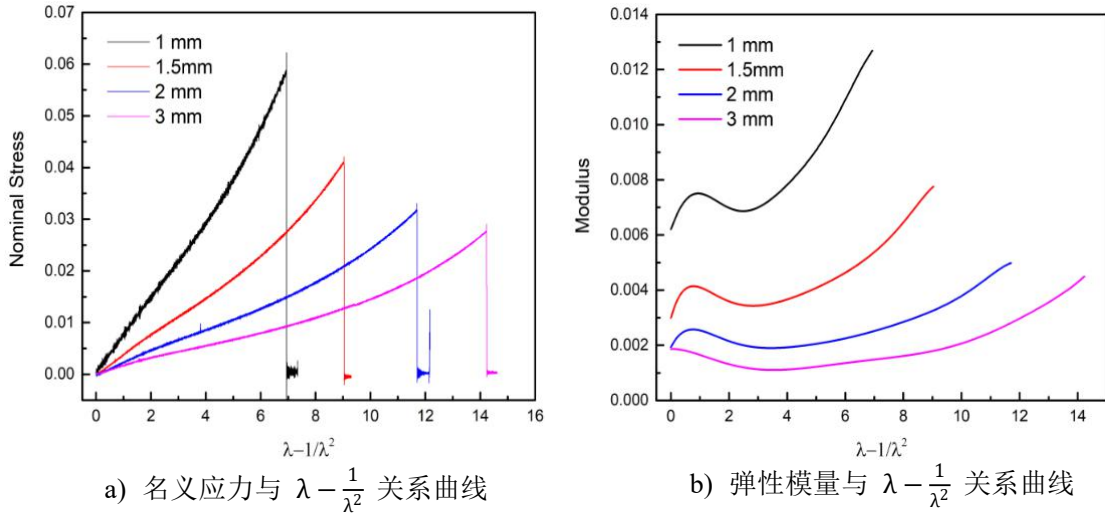 0.07
0.06
0.05
0.04
0.03
0.02
0.01
0.00
Nominal Stress
1 mm
1.5mm
2 mm
3 mm
0 2 4 6 8 10 12 14 16
λ−1/λ²
a) 名义应力与 λ − 1/λ² 关系曲线
0.014
0.012
0.010
0.008
0.006
0.004
0.002
0.000
Modulus
1 mm
1.5mm
2 mm
3 mm
0 2 4 6 8 10 12 14
λ−1/λ²
b) 弹性模量与 λ − 1/λ² 关系曲线